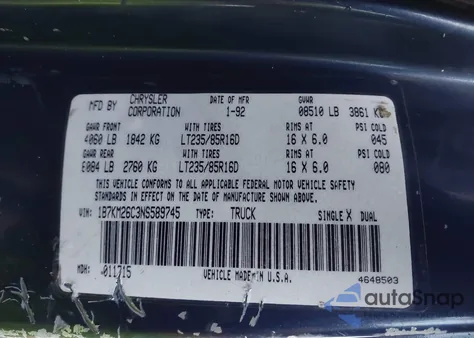 MFD BY CHRYSLER CORPORATION DATE OF MFR 1-92 GVWR 08510 LB 3861 KG
GAWR FRONT WITH TIRES RIMS AT PSI COLD
4060 LB 1842 KG LT235/85R16D 16 X 6.0 045
GAWR REAR WITH TIRES RIMS AT PSI COLD
6084 LB 2760 KG LT235/85R16D 16 X 6.0 080
THIS VEHICLE CONFORMS TO ALL APPLICABLE FEDERAL MOTOR VEHICLE SAFETY
STANDARDS IN EFFECT ON THE DATE OF MANUFACTURE SHOWN ABOVE
VIN: 1B7KM26C3NS509745 TYPE: TRUCK SINGLE X DUAL
MDH: 011715 VEHICLE MADE IN U.S.A. 4648503
autoSnap